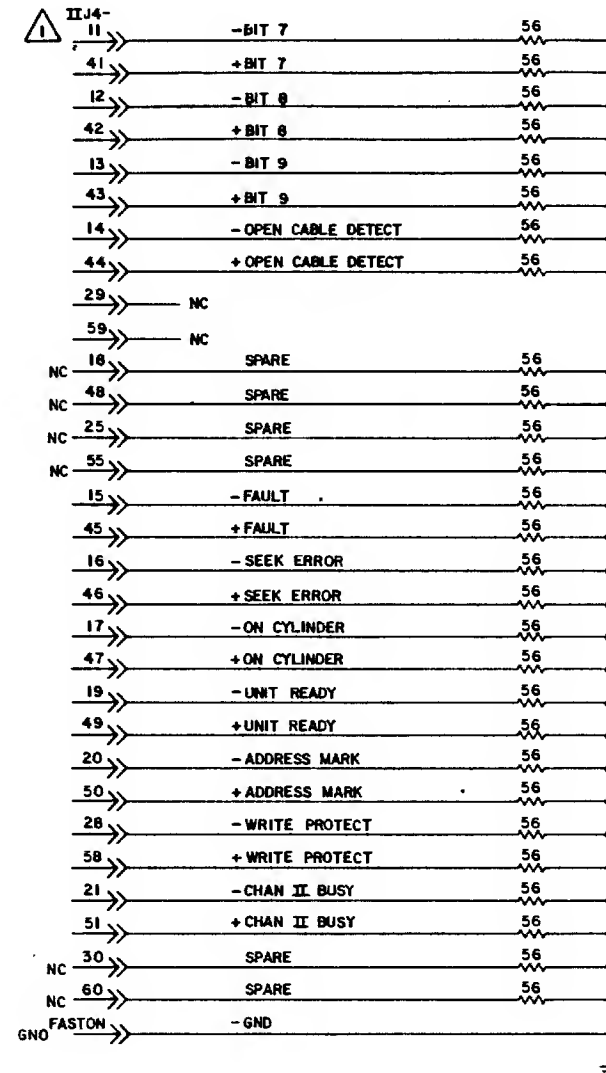 IIJ4-
1 11 -BIT 7 56
41 +BIT 7 56
12 -BIT 8 56
42 +BIT 8 56
13 -BIT 9 56
43 +BIT 9 56
14 -OPEN CABLE DETECT 56
44 +OPEN CABLE DETECT 56
29 NC
59 NC
NC 18 SPARE 56
NC 48 SPARE 56
NC 25 SPARE 56
NC 55 SPARE 56
15 -FAULT 56
45 +FAULT 56
16 -SEEK ERROR 56
46 +SEEK ERROR 56
17 -ON CYLINDER 56
47 +ON CYLINDER 56
19 -UNIT READY 56
49 +UNIT READY 56
20 -ADDRESS MARK 56
50 +ADDRESS MARK 56
28 -WRITE PROTECT 56
58 +WRITE PROTECT 56
21 -CHAN II BUSY 56
51 +CHAN II BUSY 56
NC 30 SPARE 56
NC 60 SPARE 56
GND FASTON -GND